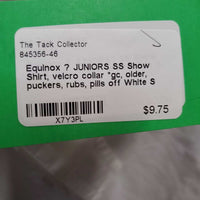 The Tack Collector
845356-46
Equinox ? JUNIORS SS Show
Shirt, velcro collar *gc, older,
puckers, rubs, pills off White S
$9.75
X7Y3PL